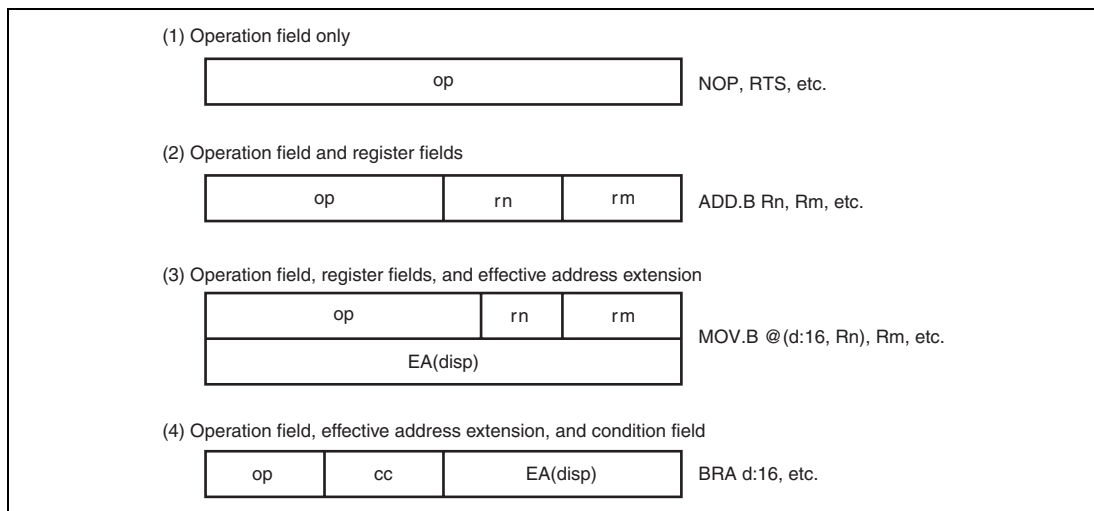 (1) Operation field only
op
NOP, RTS, etc.
(2) Operation field and register fields
op rn rm
ADD.B Rn, Rm, etc.
(3) Operation field, register fields, and effective address extension
op rn rm
EA(disp)
MOV.B @(d:16, Rn), Rm, etc.
(4) Operation field, effective address extension, and condition field
op cc EA(disp)
BRA d:16, etc.